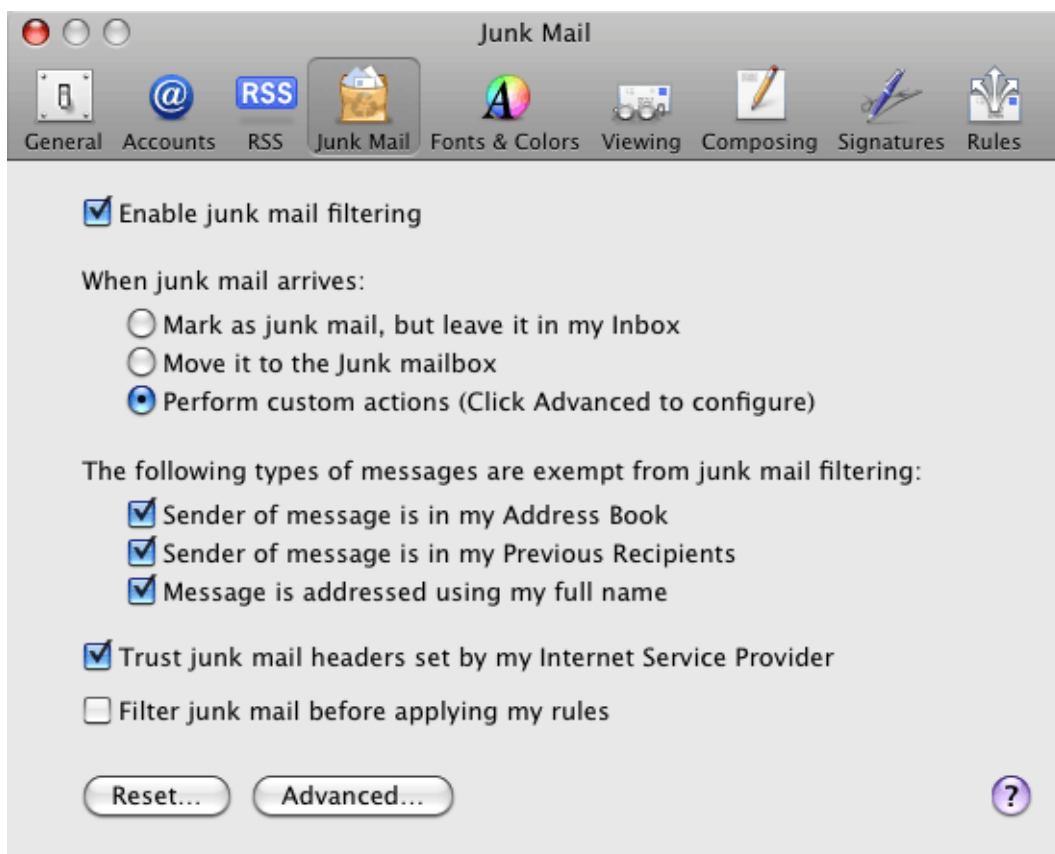 Junk Mail
@
RSS
A
General Accounts RSS Junk Mail Fonts & Colors Viewing Composing Signatures Rules
Enable junk mail filtering
When junk mail arrives:
Mark as junk mail, but leave it in my Inbox
Move it to the Junk mailbox
Perform custom actions (Click Advanced to configure)
The following types of messages are exempt from junk mail filtering:
Sender of message is in my Address Book
Sender of message is in my Previous Recipients
Message is addressed using my full name
Trust junk mail headers set by my Internet Service Provider
Filter junk mail before applying my rules
Reset... Advanced... ?